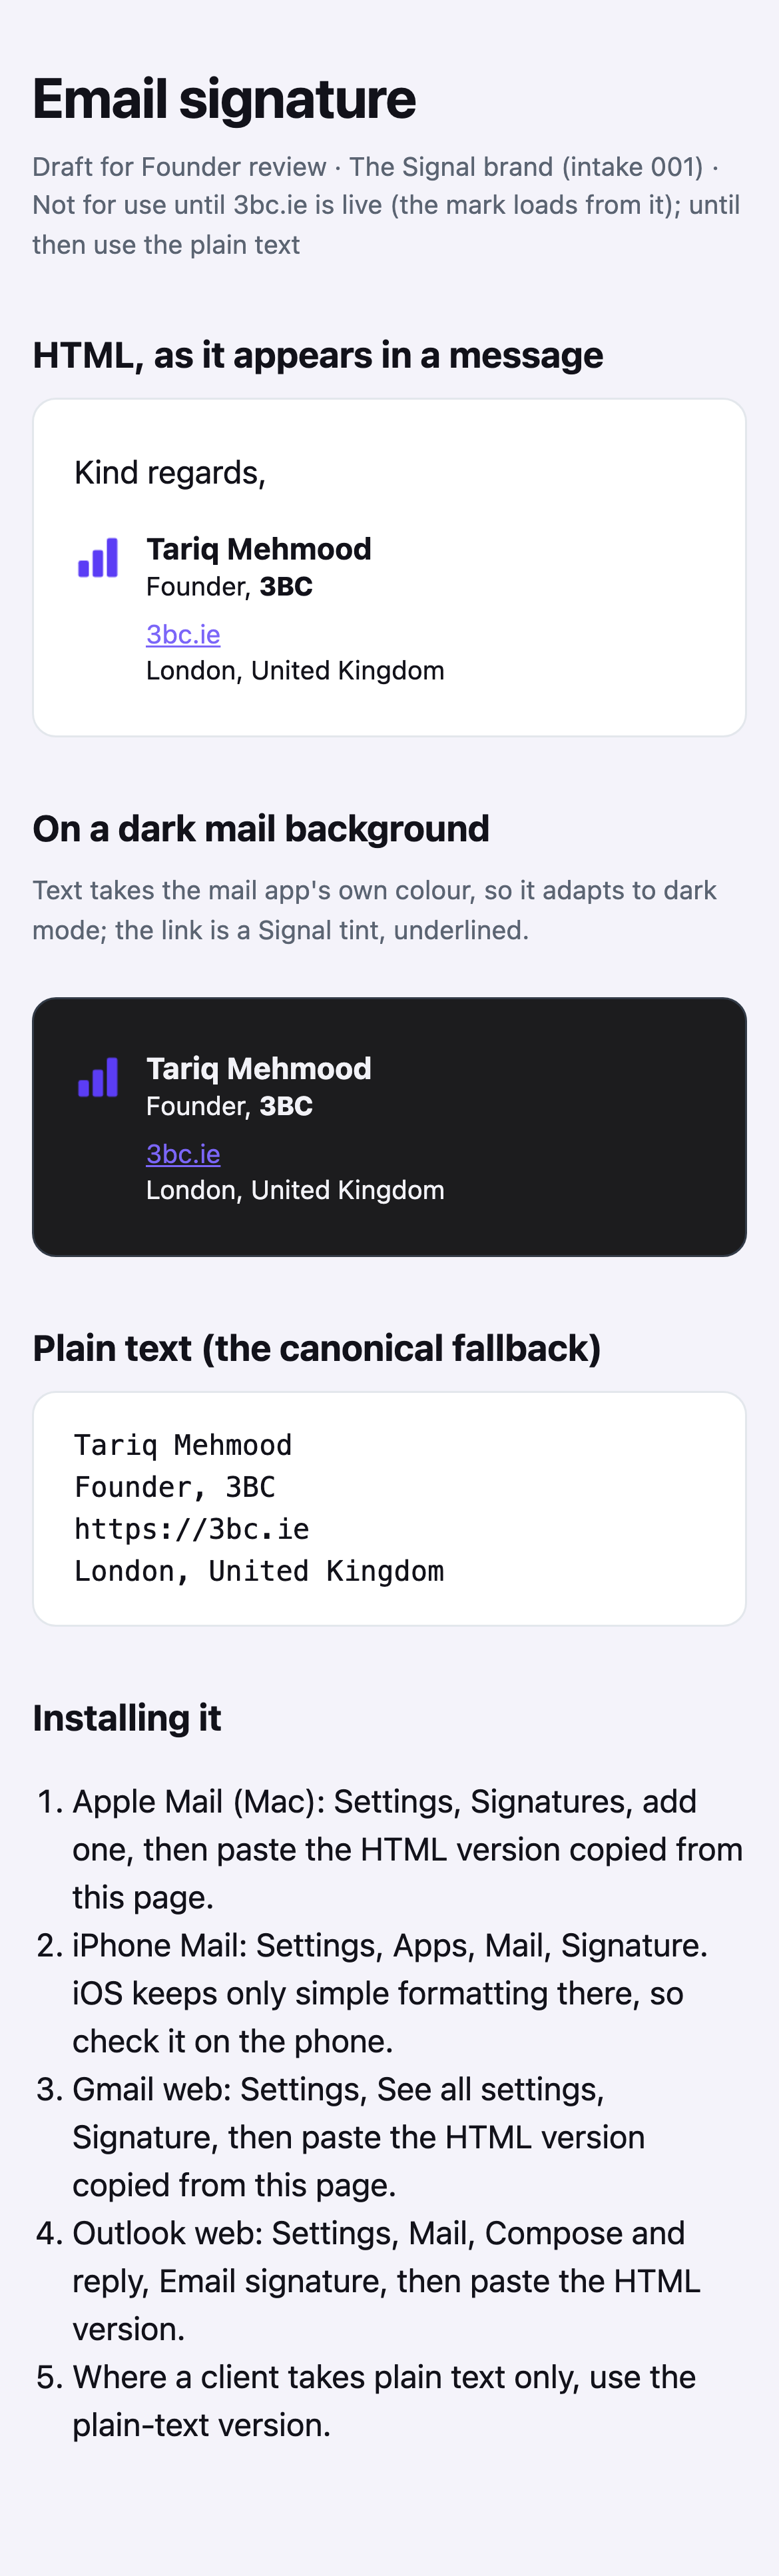 Email signature
Draft for Founder review · The Signal brand (intake 001) ·
Not for use until 3bc.ie is live (the mark loads from it); until
then use the plain text
HTML, as it appears in a message
Kind regards,
Tariq Mehmood
Founder, 3BC
3bc.ie
London, United Kingdom
On a dark mail background
Text takes the mail app's own colour, so it adapts to dark
mode; the link is a Signal tint, underlined.
Tariq Mehmood
Founder, 3BC
3bc.ie
London, United Kingdom
Plain text (the canonical fallback)
Tariq Mehmood
Founder, 3BC
https://3bc.ie
London, United Kingdom
Installing it
1. Apple Mail (Mac): Settings, Signatures, add
one, then paste the HTML version copied from
this page.
2. iPhone Mail: Settings, Apps, Mail, Signature.
iOS keeps only simple formatting there, so
check it on the phone.
3. Gmail web: Settings, See all settings,
Signature, then paste the HTML version
copied from this page.
4. Outlook web: Settings, Mail, Compose and
reply, Email signature, then paste the HTML
version.
5. Where a client takes plain text only, use the
plain-text version.